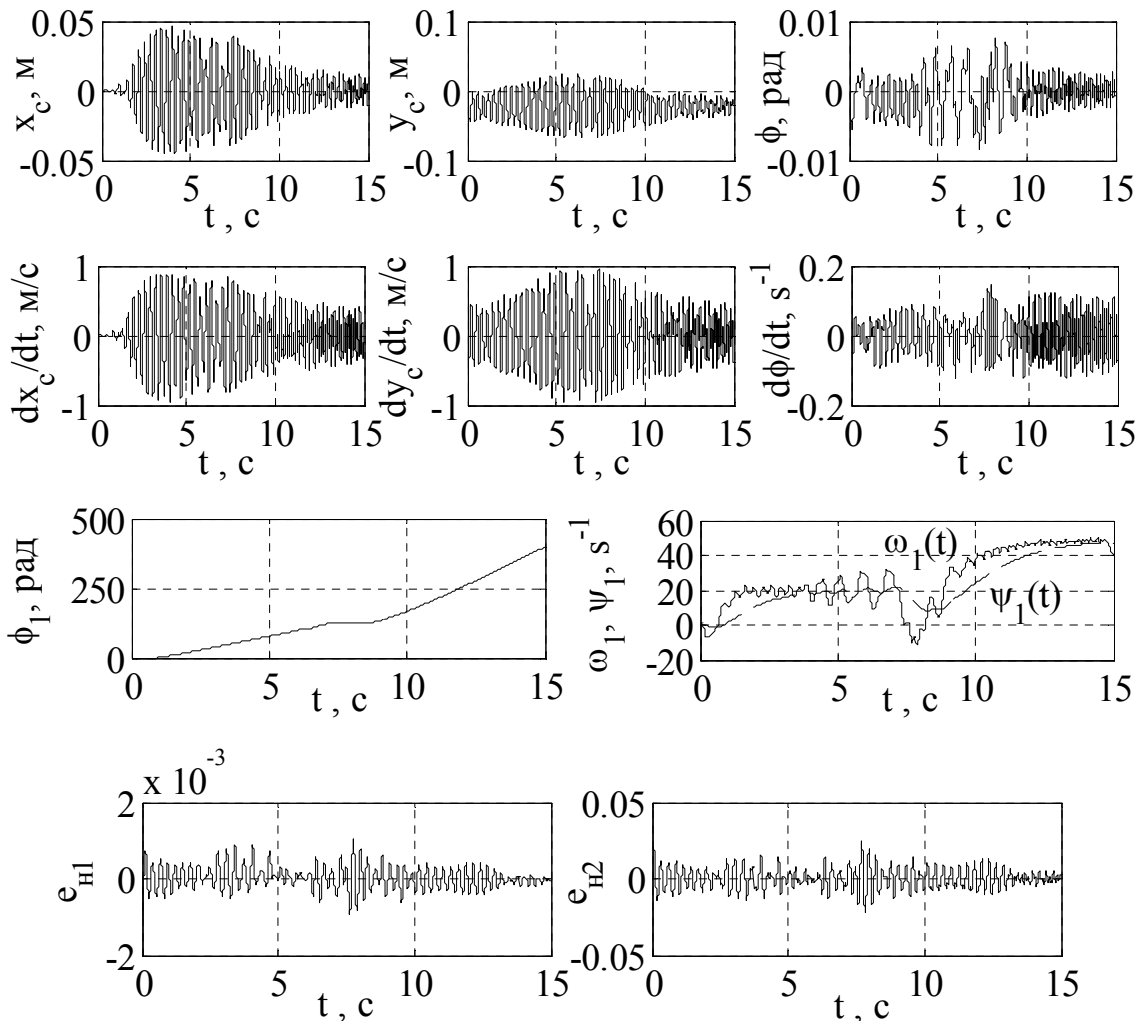 x_c, м
0.05
0
-0.05
0 5 10 15
t , с
y_c, м
0.1
0
-0.1
0 5 10 15
t , с
ϕ, рад
0.01
0
-0.01
0 5 10 15
t , с
dx_c/dt, м/с
1
0
-1
0 5 10 15
t , с
dy_c/dt, м/с
1
0
-1
0 5 10 15
t , с
dϕ/dt, s^-1
0.2
0
-0.2
0 5 10 15
t , с
ϕ_1, рад
500
250
0
0 5 10 15
t , с
ω_1, ψ_1, s^-1
60
40
20
0
-20
ω_1(t)
ψ_1(t)
0 5 10 15
t , с
x 10^-3
e_н1
2
0
-2
0 5 10 15
t , с
e_н2
0.05
0
-0.05
0 5 10 15
t , с